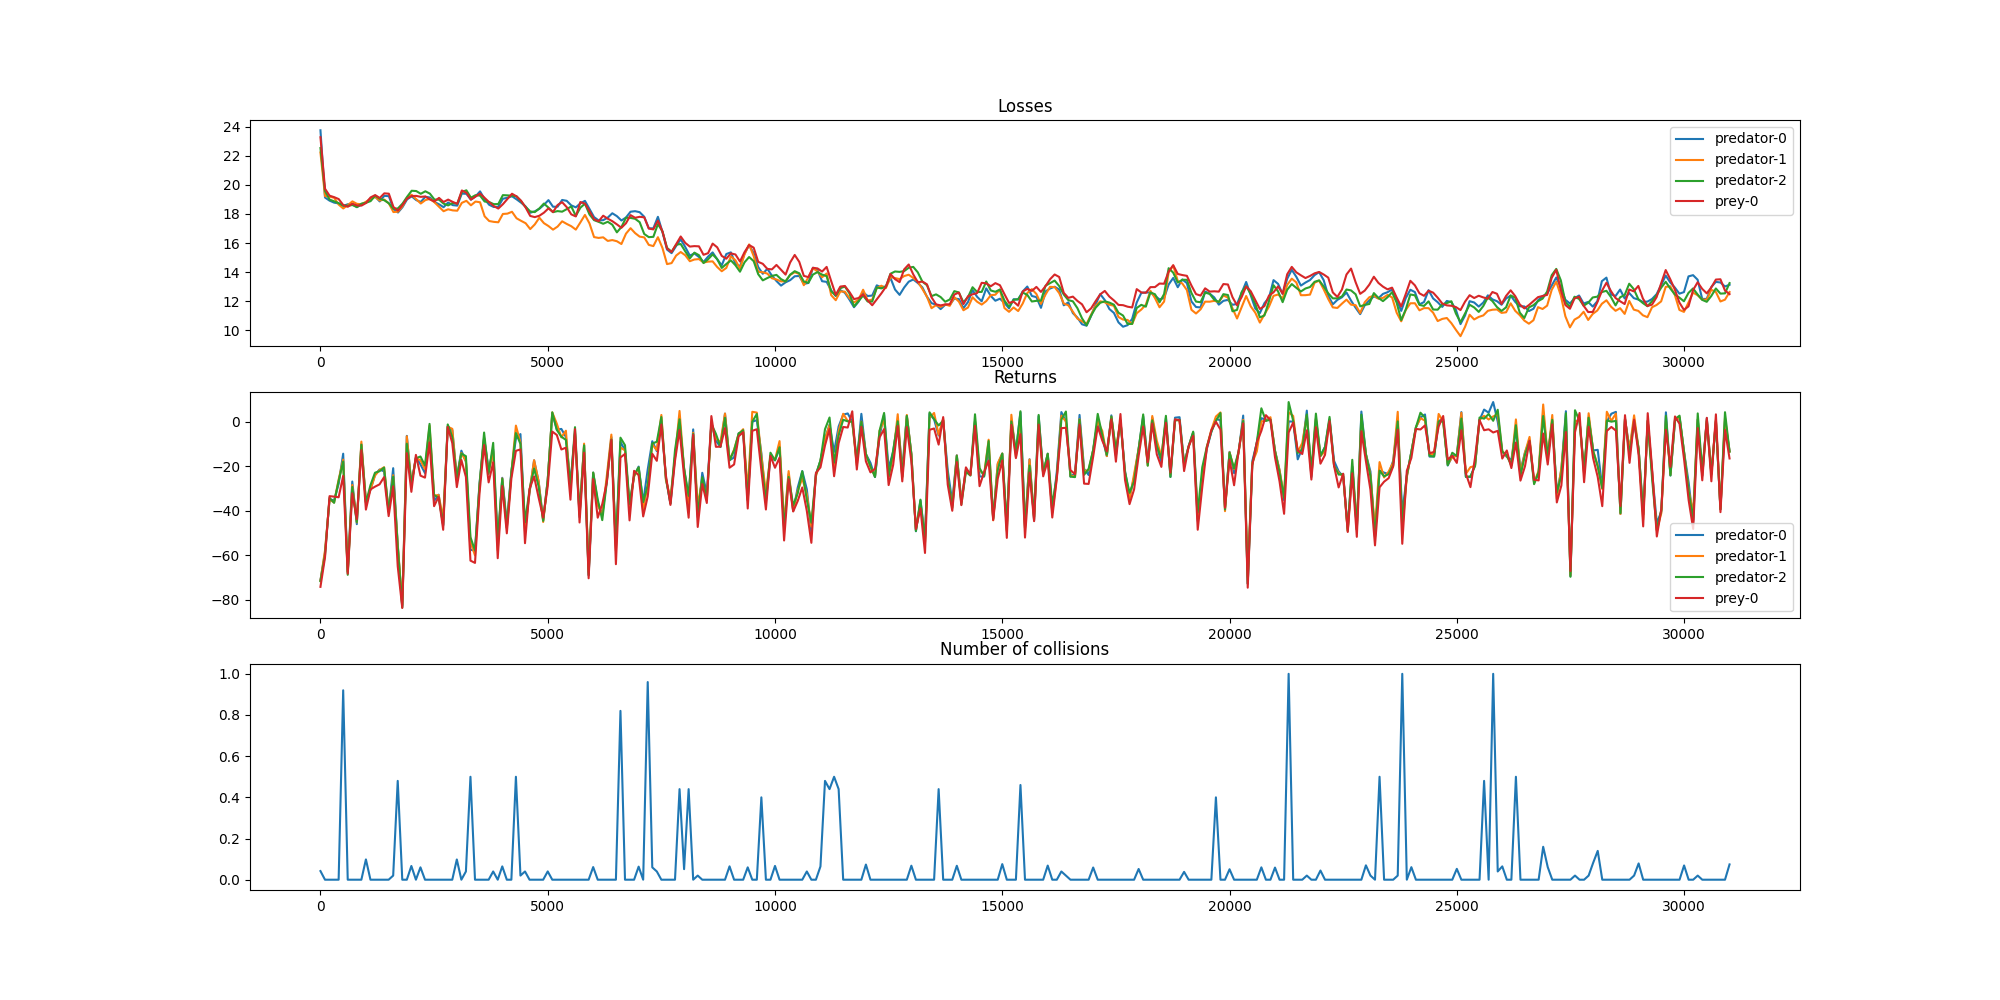 Losses
24
22
20
18
16
14
12
10
predator-0
predator-1
predator-2
prey-0
0 5000 10000 15000 20000 25000 30000
Returns
0
−20
−40
−60
−80
predator-0
predator-1
predator-2
prey-0
0 5000 10000 15000 20000 25000 30000
Number of collisions
1.0
0.8
0.6
0.4
0.2
0.0
0 5000 10000 15000 20000 25000 30000